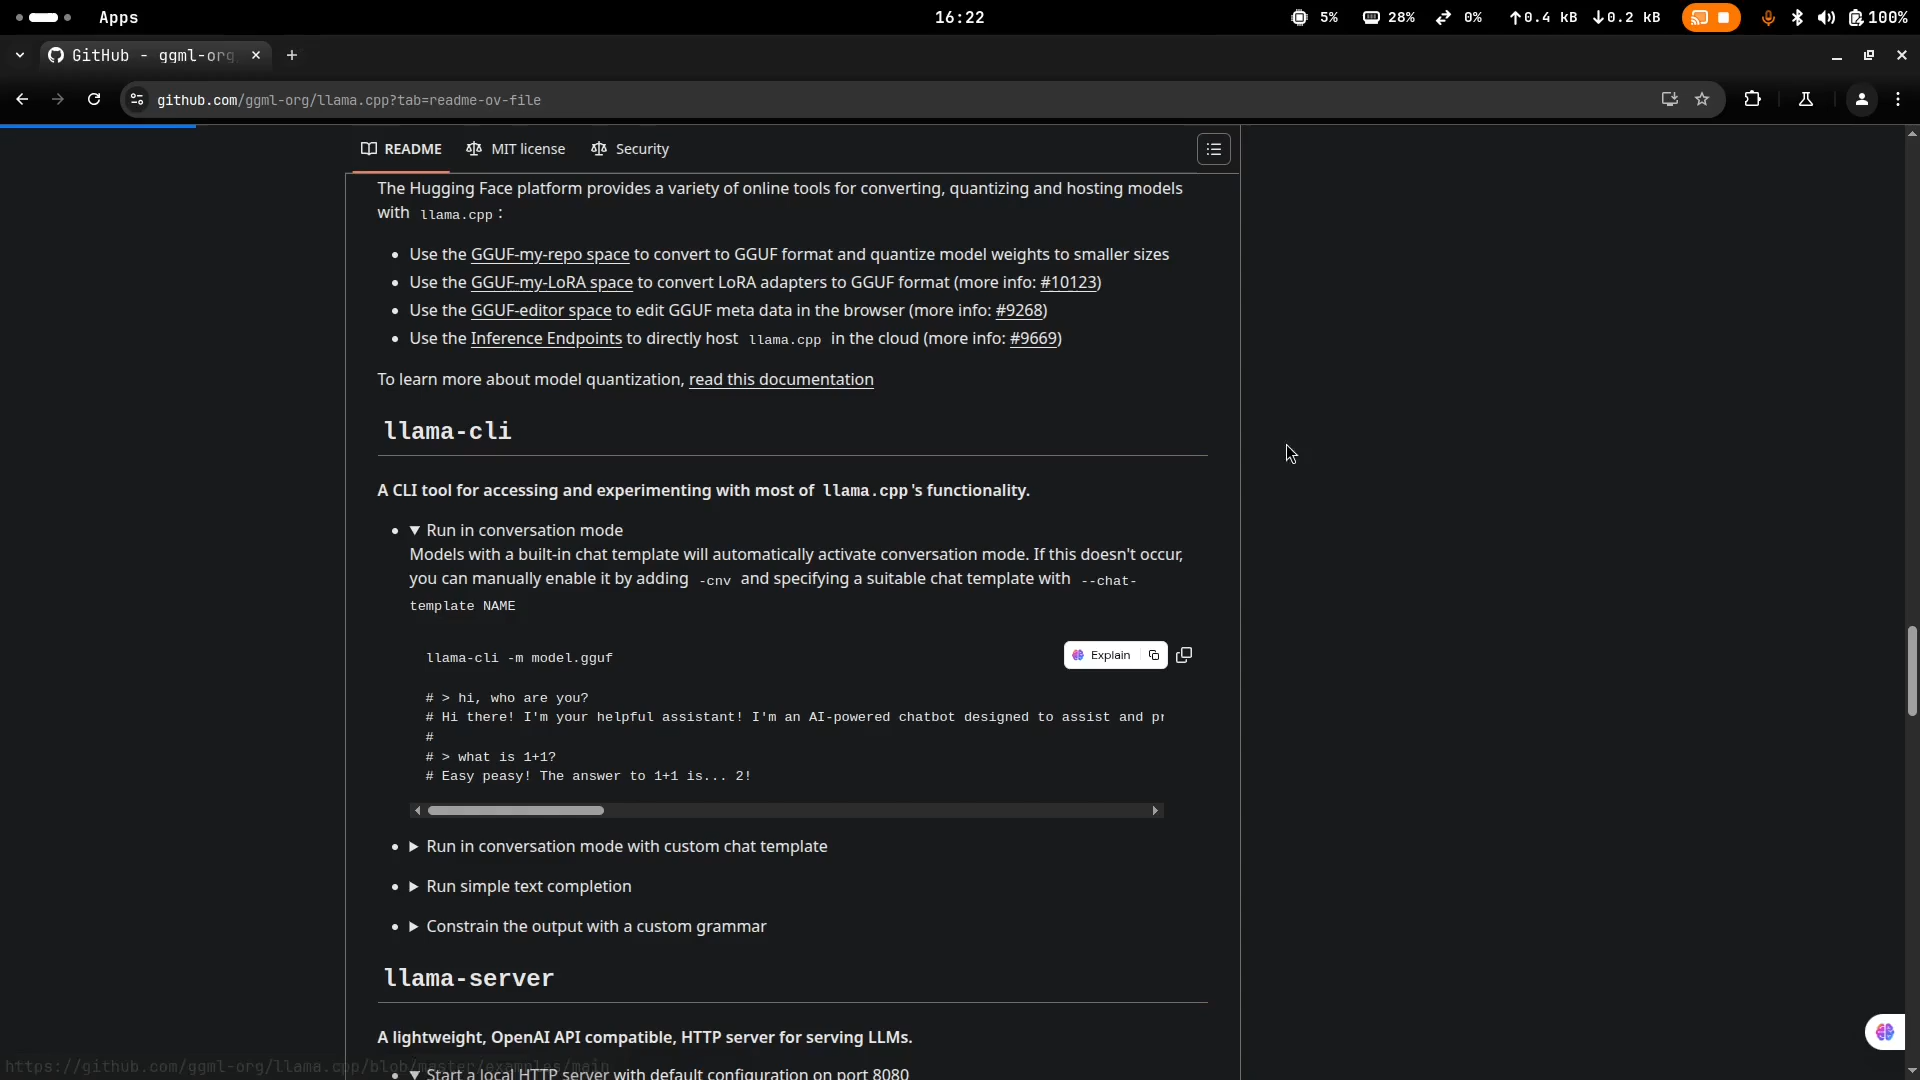 Apps
16:22
5%
28%
0%
↑0.4 kB ↓0.2 kB
100%
GitHub - ggml-org
github.com/ggml-org/llama.cpp?tab=readme-ov-file
README
MIT license
Security
The Hugging Face platform provides a variety of online tools for converting, quantizing and hosting models
with llama.cpp :
• Use the GGUF-my-repo space to convert to GGUF format and quantize model weights to smaller sizes
• Use the GGUF-my-LoRA space to convert LoRA adapters to GGUF format (more info: #10123)
• Use the GGUF-editor space to edit GGUF meta data in the browser (more info: #9268)
• Use the Inference Endpoints to directly host llama.cpp in the cloud (more info: #9669)
To learn more about model quantization, read this documentation
llama-cli
A CLI tool for accessing and experimenting with most of llama.cpp 's functionality.
• ▼ Run in conversation mode
Models with a built-in chat template will automatically activate conversation mode. If this doesn't occur,
you can manually enable it by adding -cnv and specifying a suitable chat template with --chat-
template NAME
llama-cli -m model.gguf
Explain
# > hi, who are you?
# Hi there! I'm your helpful assistant! I'm an AI-powered chatbot designed to assist and pr
#
# > what is 1+1?
# Easy peasy! The answer to 1+1 is... 2!
• ▶ Run in conversation mode with custom chat template
• ▶ Run simple text completion
• ▶ Constrain the output with a custom grammar
llama-server
A lightweight, OpenAI API compatible, HTTP server for serving LLMs.
https://github.com/ggml-org/llama.cpp/blob/master/examples/main
• ▼ Start a local HTTP server with default configuration on port 8080